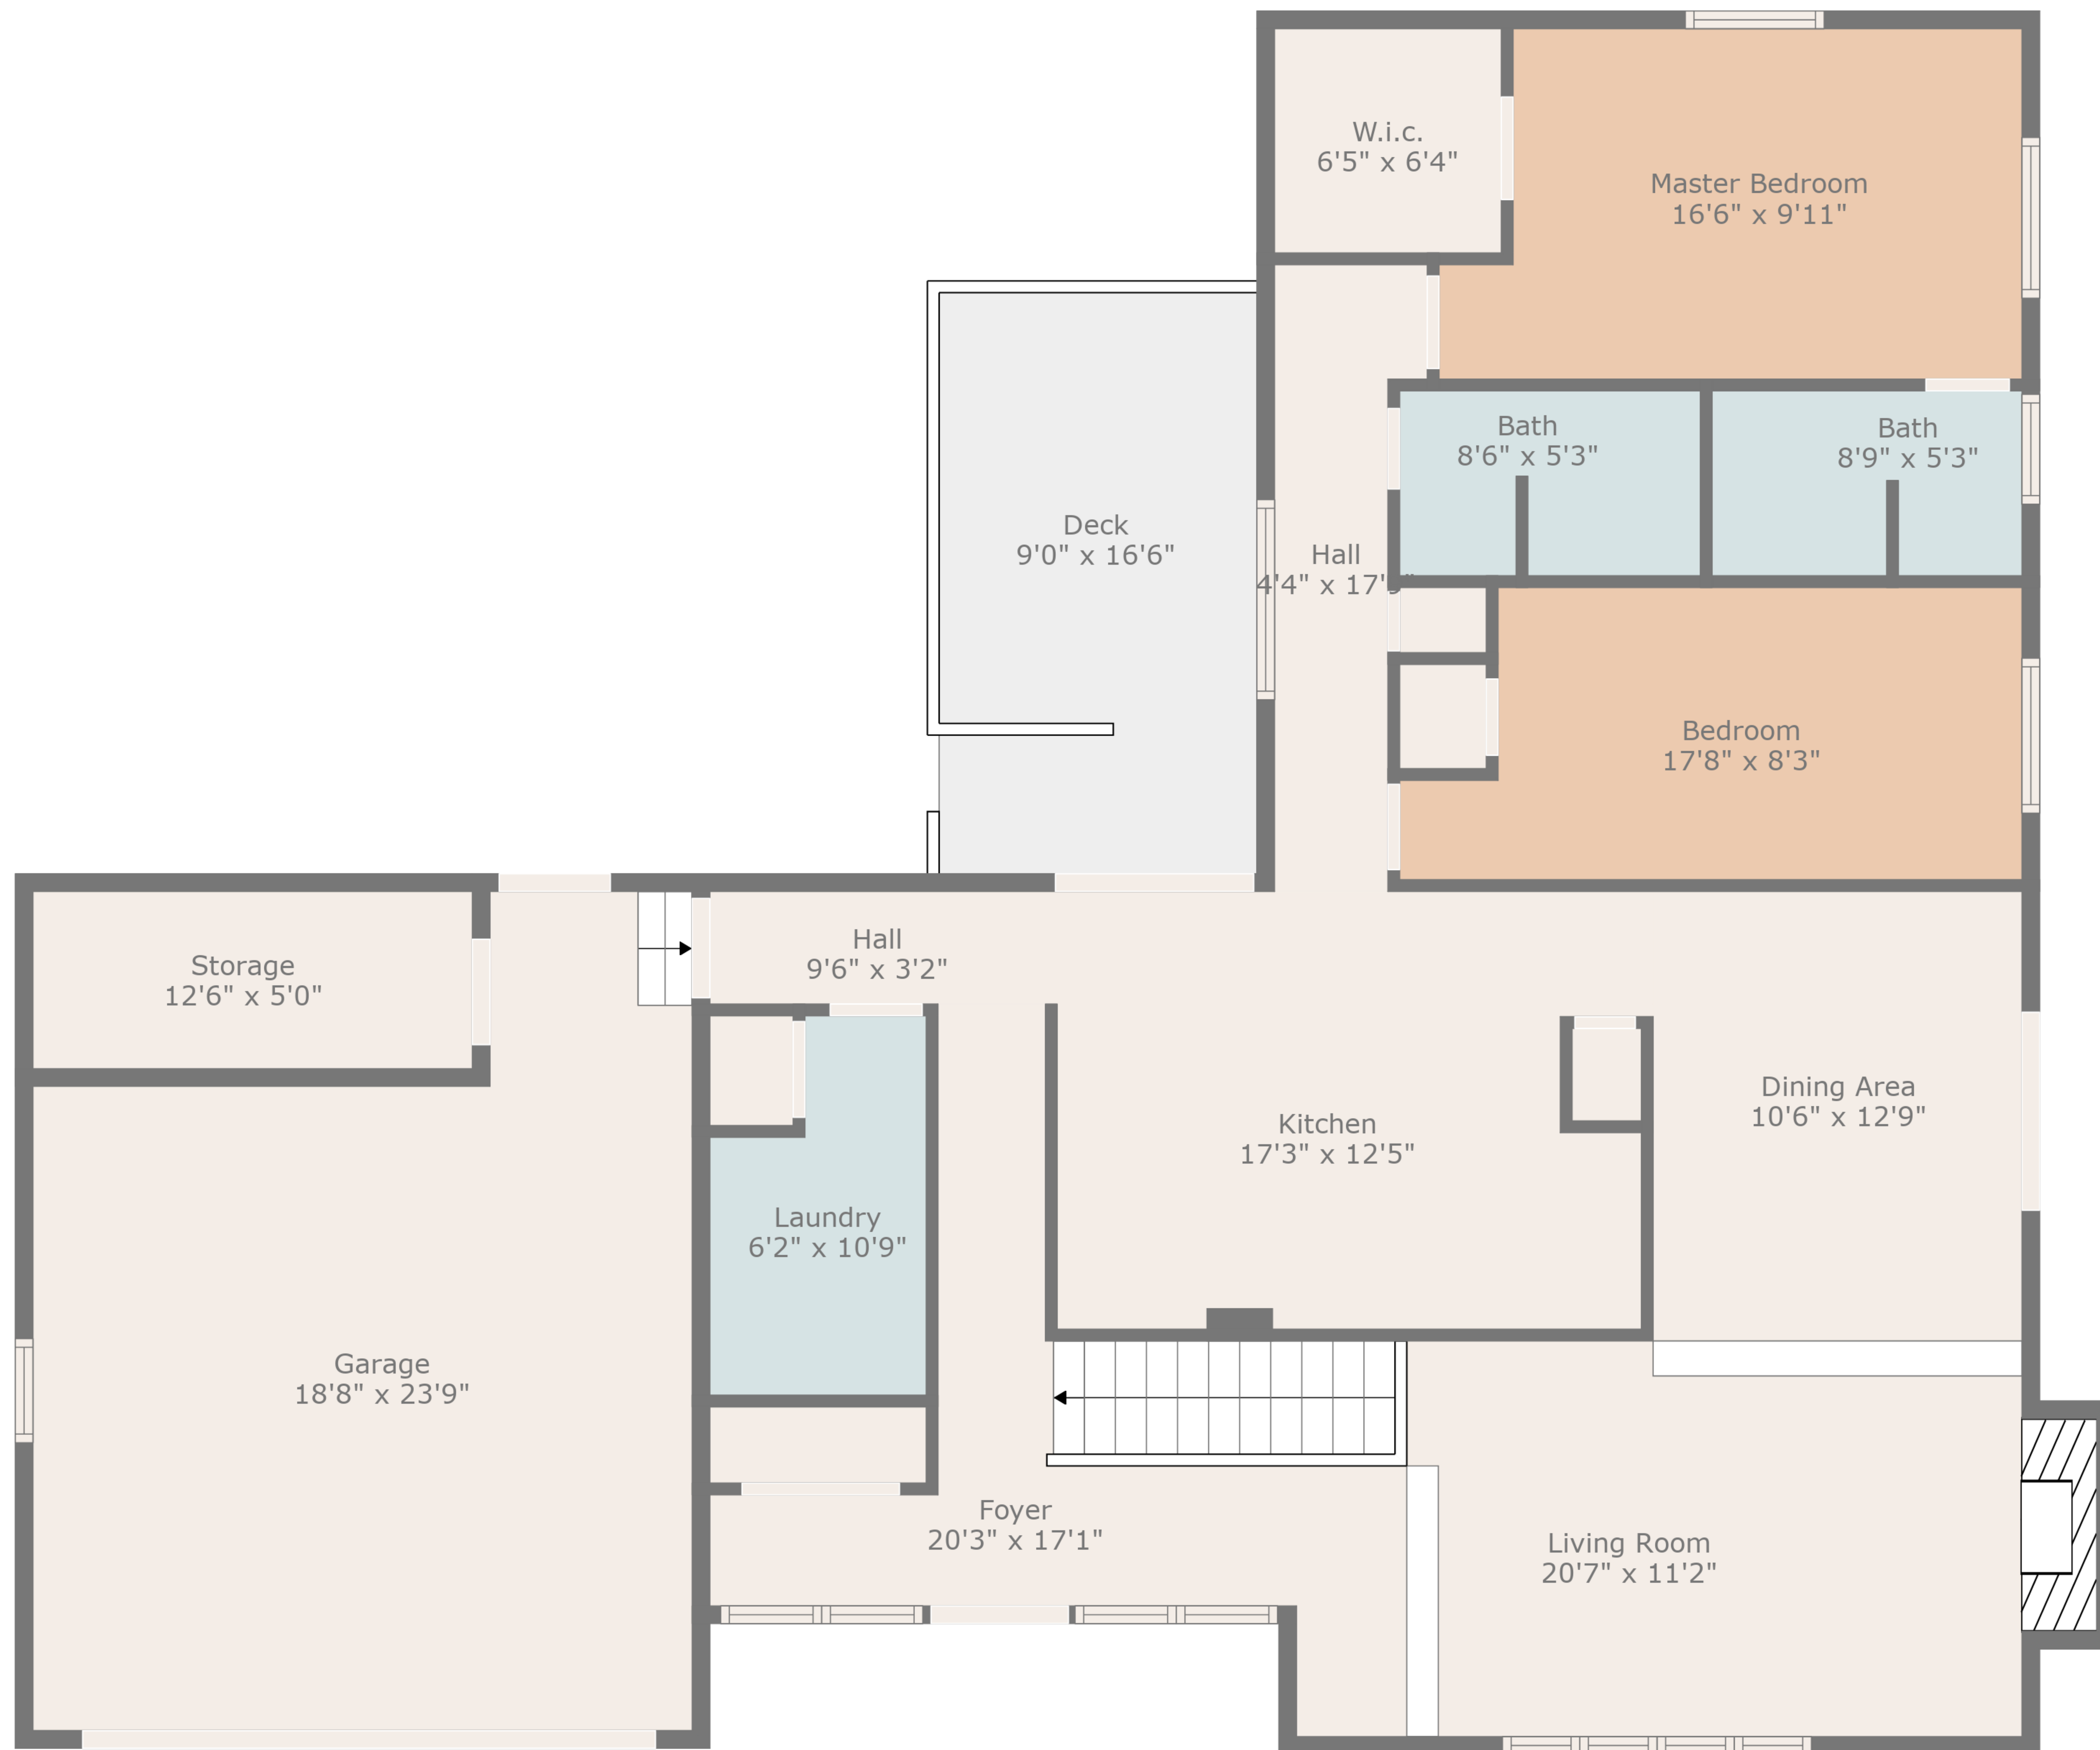 W.i.c.
6'5" x 6'4"
Master Bedroom
16'6" x 9'11"
Bath
8'6" x 5'3"
Bath
8'9" x 5'3"
Deck
9'0" x 16'6"
Hall
4'4" x
Bedroom
17'8" x 8'3"
Hall
9'6" x 3'2"
Storage
12'6" x 5'0"
Dining Area
10'6" x 12'9"
Kitchen
17'3" x 12'5"
Laundry
6'2" x 10'9"
Garage
18'8" x 23'9"
Foyer
20'3" x 17'1"
Living Room
20'7" x 11'2"